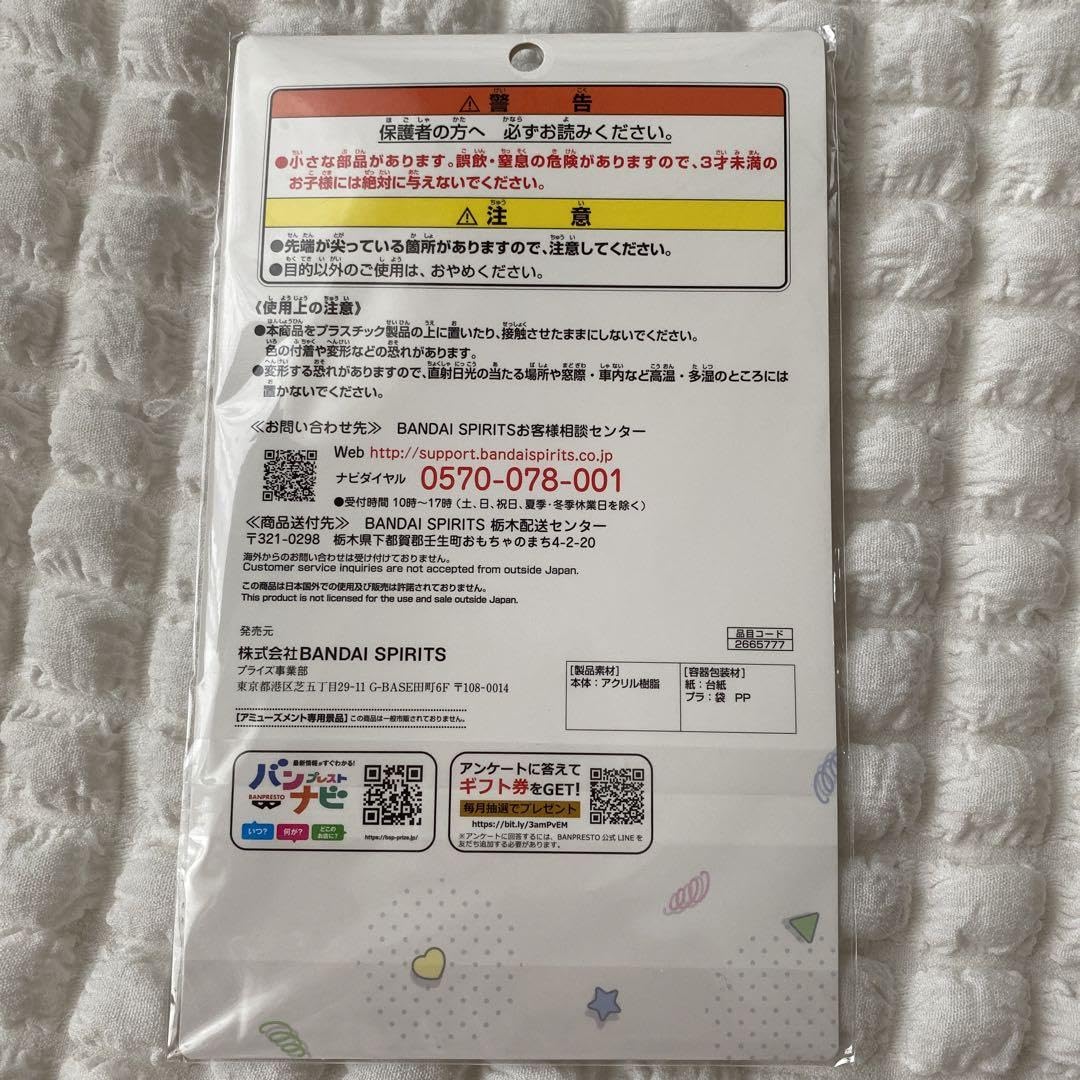 ⚠警告
保護者の方へ 必ずお読みください。
●小さな部品があります。誤飲・窒息の危険がありますので、3才未満の
お子様には絶対に与えないでください。
⚠注意
●先端が尖っている箇所がありますので、注意してください。
●目的以外のご使用は、おやめください。
《使用上の注意》
●本商品をプラスチック製品の上に置いたり、接触させたままにしないでください。
色の付着や変形などの恐れがあります。
●変形する恐れがありますので、直射日光の当たる場所や窓際・車内など高温・多湿のところには
置かないでください。
≪お問い合わせ先≫ BANDAI SPIRITSお客様相談センター
Web http://support.bandaispirits.co.jp
ナビダイヤル 0570-078-001
●受付時間 10時~17時(土、日、祝日、夏季・冬季休業日を除く)
≪商品送付先≫ BANDAI SPIRITS 栃木配送センター
〒321-0298 栃木県下都賀郡壬生町おもちゃのまち4-2-20
海外からのお問い合わせは受け付けておりません。
Customer service inquiries are not accepted from outside Japan.
この商品は日本国外での使用及び販売は許諾されておりません。
This product is not licensed for the use and sale outside Japan.
発売元
株式会社BANDAI SPIRITS
プライズ事業部
東京都港区芝五丁目29-11 G-BASE田町6F 〒108-0014
[アミューズメント専用景品] この商品は一般市販されておりません。
品目コード
2665777
[製品素材]
本体:アクリル樹脂
[容器包装材]
紙:台紙
プラ:袋 PP
最新情報がすぐわかる!
バンプレストナビ
BANPRESTO
いつ? 何が? どこのお店に?
https://bsp-prize.jp/
アンケートに答えて
ギフト券をGET!
毎月抽選でプレゼント
https://bit.ly/3amPvEM
※アンケートに回答するには、BANPRESTO 公式 LINE を
友だち追加する必要があります。